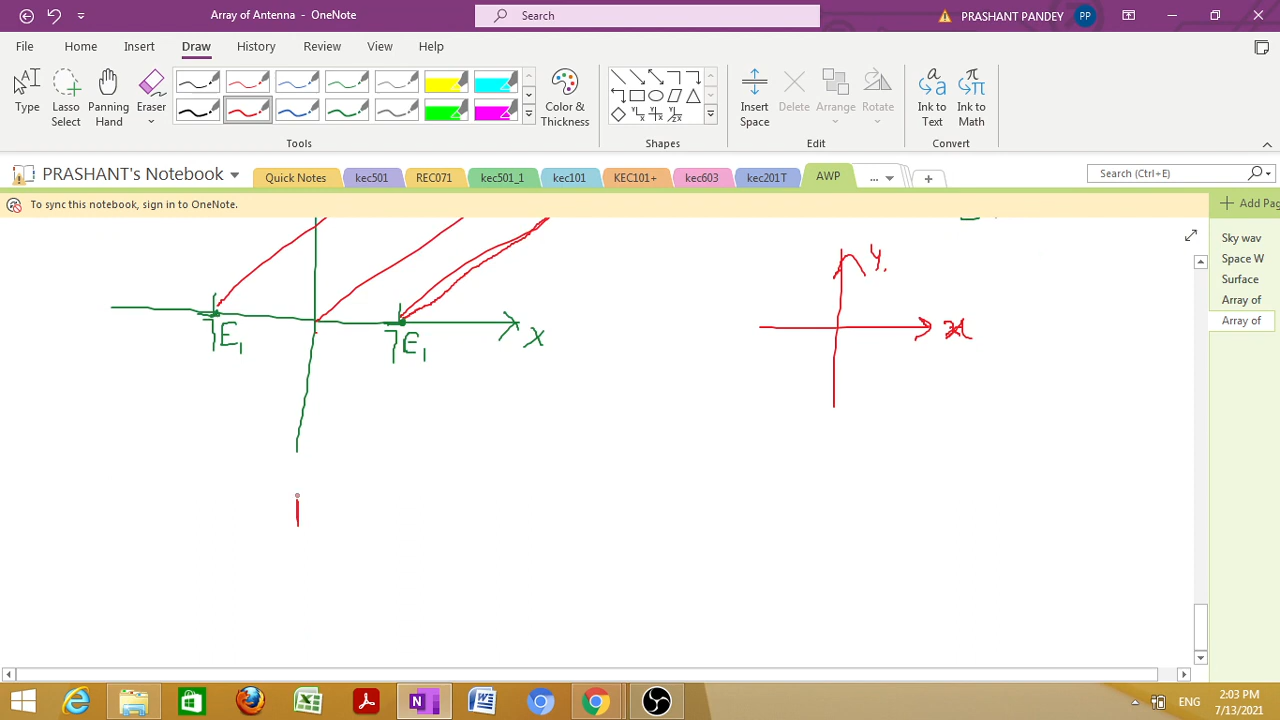 Array of Antenna - OneNote
Search
PRASHANT PANDEY
PP
File
Home
Insert
Draw
History
Review
View
Help
Type
Lasso Select
Panning Hand
Eraser
Color & Thickness
Insert Space
Delete
Arrange
Rotate
Ink to Text
Ink to Math
Tools
Shapes
Edit
Convert
PRASHANT's Notebook
Quick Notes
kec501
REC071
kec501_1
kec101
KEC101+
kec603
kec201T
AWP
...
Search (Ctrl+E)
To sync this notebook, sign in to OneNote.
Add Pag
Sky wav
Space W
Surface
Array of
Array of
y
E1
E1
X
x
ENG
2:03 PM
7/13/2021